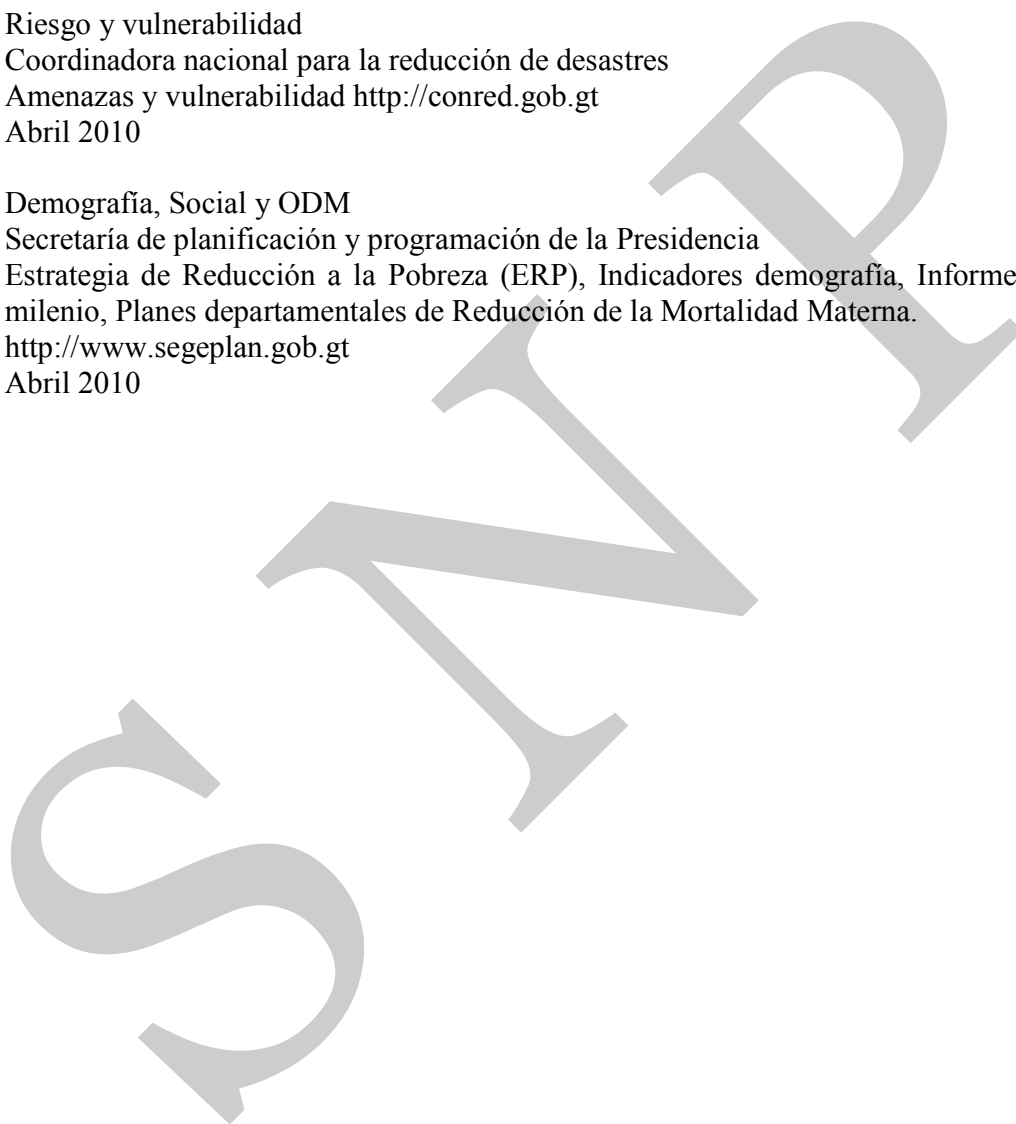 Riesgo y vulnerabilidad
Coordinadora nacional para la reducción de desastres
Amenazas y vulnerabilidad http://conred.gob.gt
Abril 2010
Demografía, Social y ODM
Secretaría de planificación y programación de la Presidencia
Estrategia de Reducción a la Pobreza (ERP), Indicadores demografía, Informe
milenio, Planes departamentales de Reducción de la Mortalidad Materna.
http://www.segeplan.gob.gt
Abril 2010
SNP